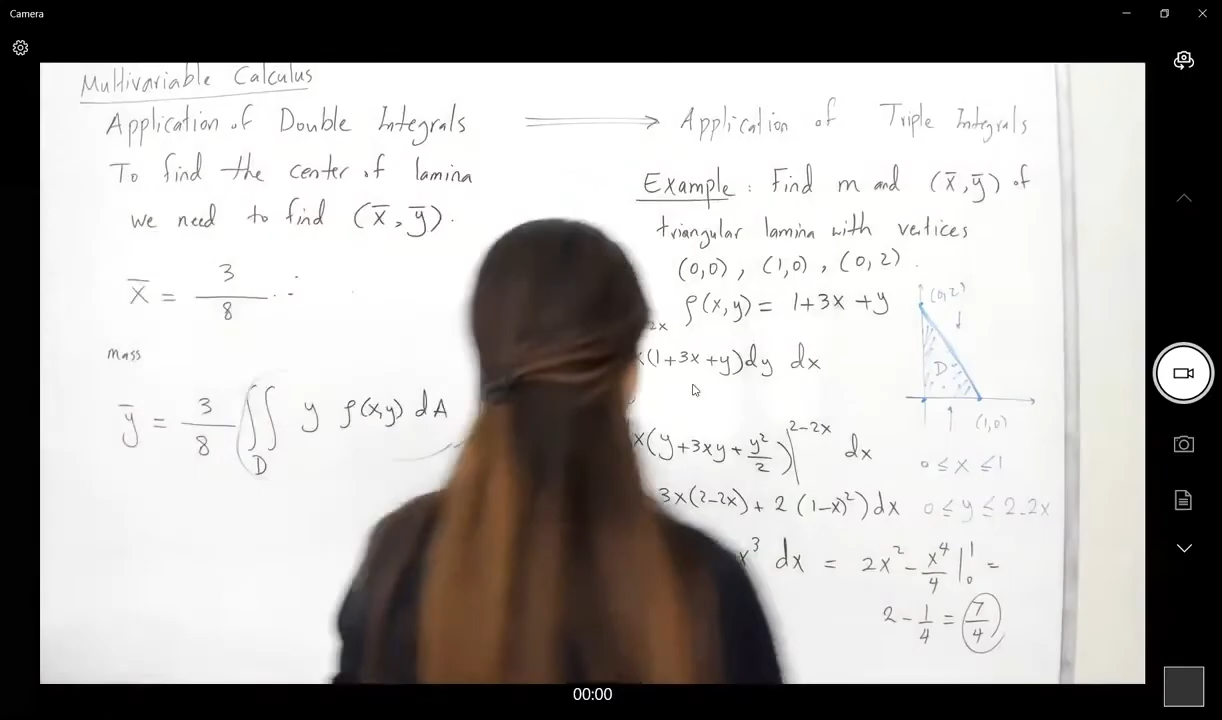 Camera
Multivariable Calculus
Application of Double Integrals ⟹ Application of Triple Integrals
To find the center of lamina
we need to find (x̄, ȳ).
x̄ = 3/8
mass
ȳ = 3/8 ∬_D y ρ(x,y) dA
Example: Find m and (x̄, ȳ) of
triangular lamina with vertices
(0,0), (1,0), (0,2).
ρ(x,y) = 1+3x+y
2x
x(1+3x+y)dy dx
x(y+3xy+y²/2)|^{2-2x} dx
3x(2-2x) + 2(1-x)²)dx
x³ dx = 2x² - x⁴/4 |₀¹ =
2 - 1/4 = 7/4
(0,2)
D
(1,0)
0 ≤ x ≤ 1
0 ≤ y ≤ 2-2x
00:00